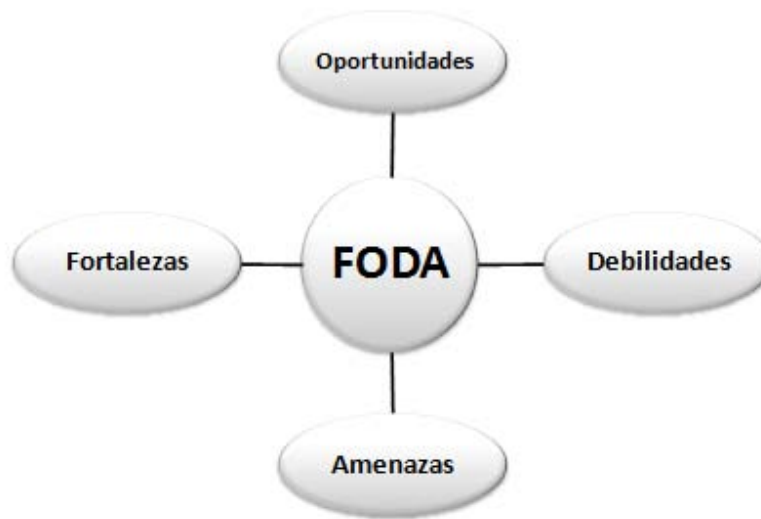 Oportunidades
Fortalezas
FODA
Debilidades
Amenazas